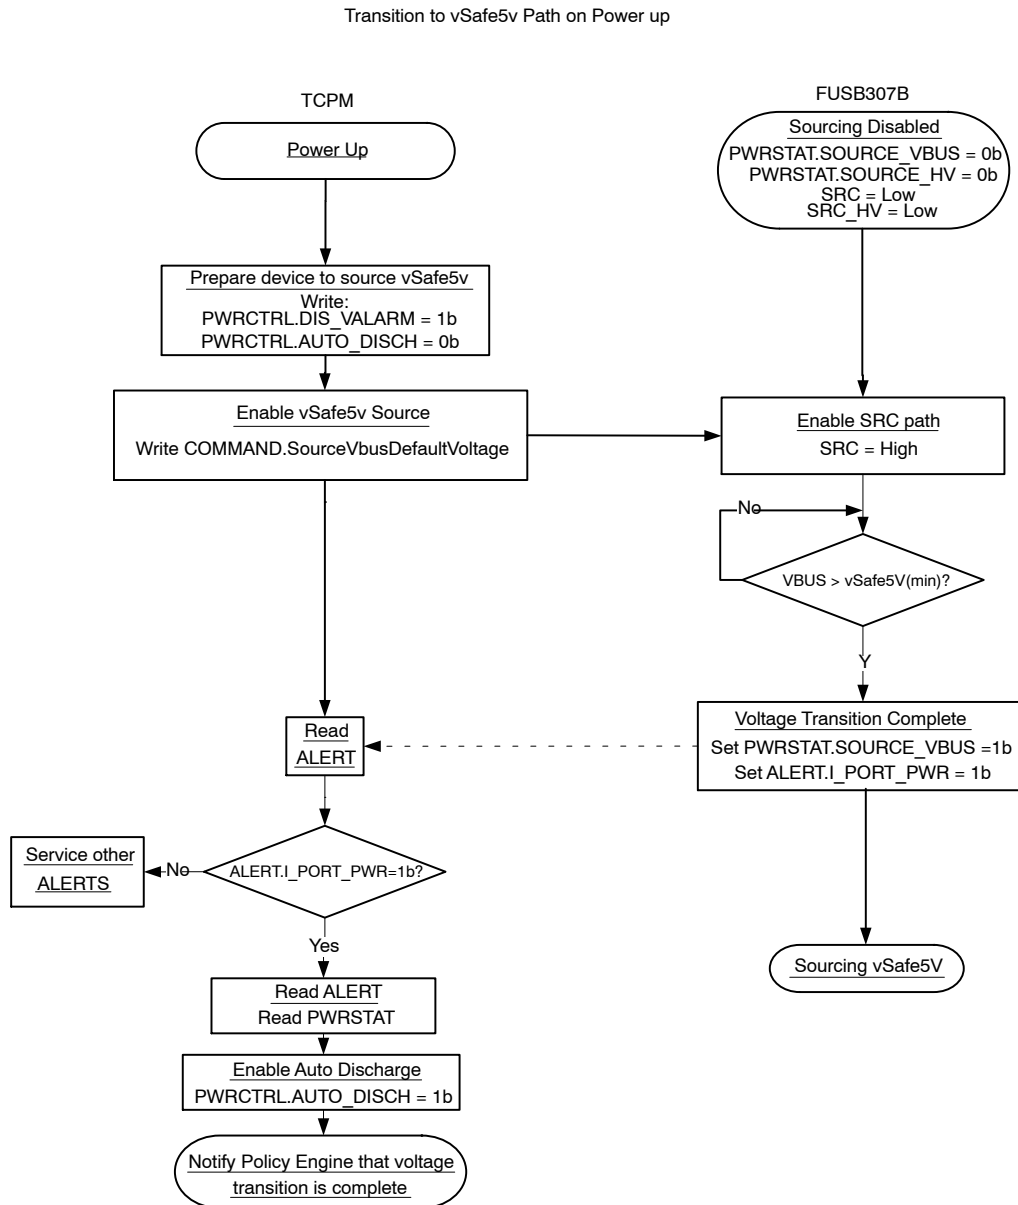 Transition to vSafe5v Path on Power up
TCPM
Power Up
Prepare device to source vSafe5v
Write:
PWRCTRL.DIS_VALARM = 1b
PWRCTRL.AUTO_DISCH = 0b
Enable vSafe5v Source
Write COMMAND.SourceVbusDefaultVoltage
FUSB307B
Sourcing Disabled
PWRSTAT.SOURCE_VBUS = 0b
PWRSTAT.SOURCE_HV = 0b
SRC = Low
SRC_HV = Low
Enable SRC path
SRC = High
No
VBUS > vSafe5V(min)?
Y
Voltage Transition Complete
Set PWRSTAT.SOURCE_VBUS =1b
Set ALERT.I_PORT_PWR = 1b
Sourcing vSafe5V
Read
ALERT
ALERT.I_PORT_PWR=1b?
No
Service other
ALERTS
Yes
Read ALERT
Read PWRSTAT
Enable Auto Discharge
PWRCTRL.AUTO_DISCH = 1b
Notify Policy Engine that voltage
transition is complete